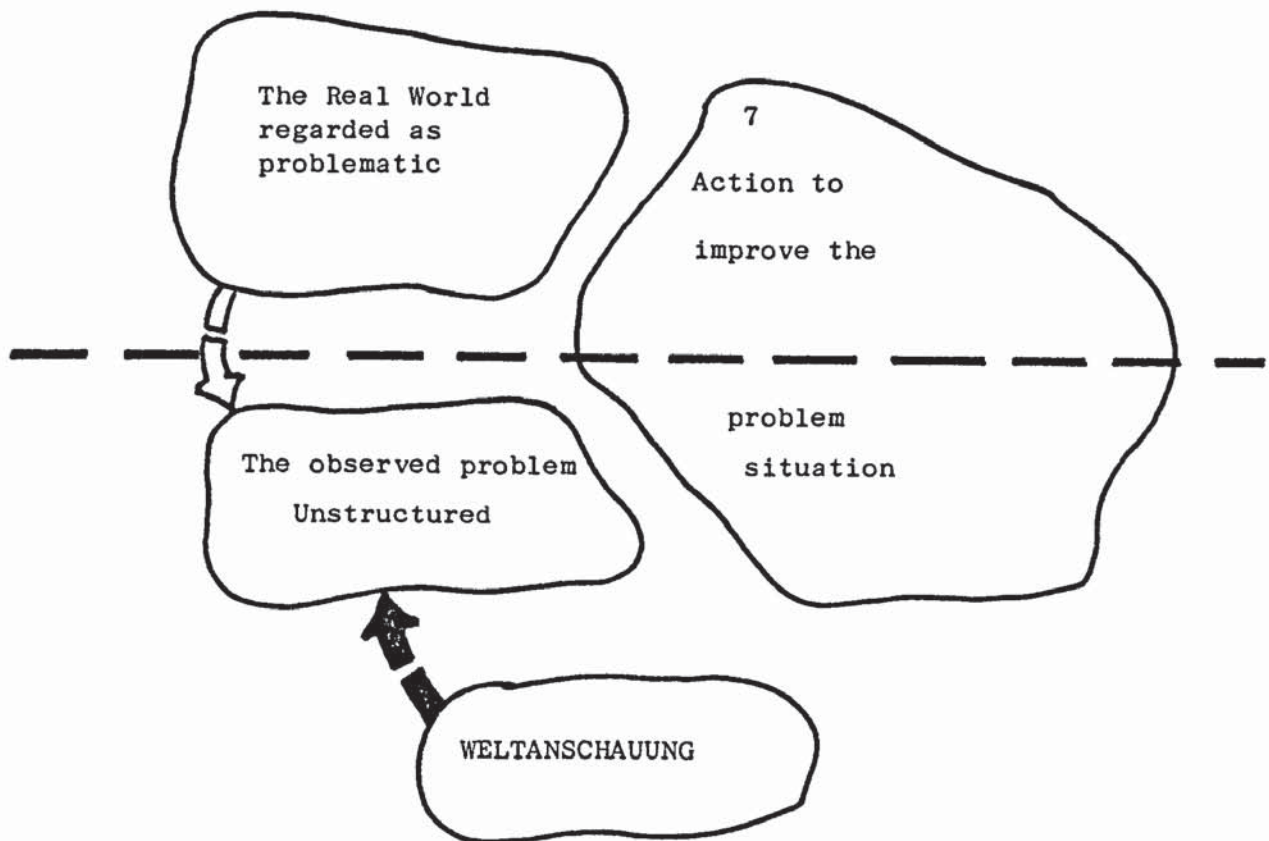 The Real World
regarded as
problematic
7
Action to
improve the
problem
situation
The observed problem
Unstructured
WELTANSCHAUUNG